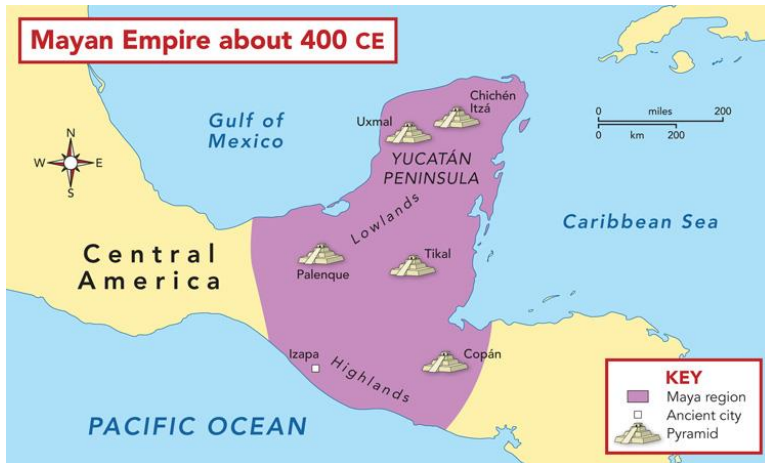 Mayan Empire about 400 CE
Gulf of
Mexico
Chichén
Itzá
Uxmal
YUCATÁN
PENINSULA
0 miles 200
0 km 200
N
W E
S
Lowlands
Caribbean Sea
Central
America
Palenque
Tikal
Izapa
Highlands
Copán
PACIFIC OCEAN
KEY
Maya region
Ancient city
Pyramid